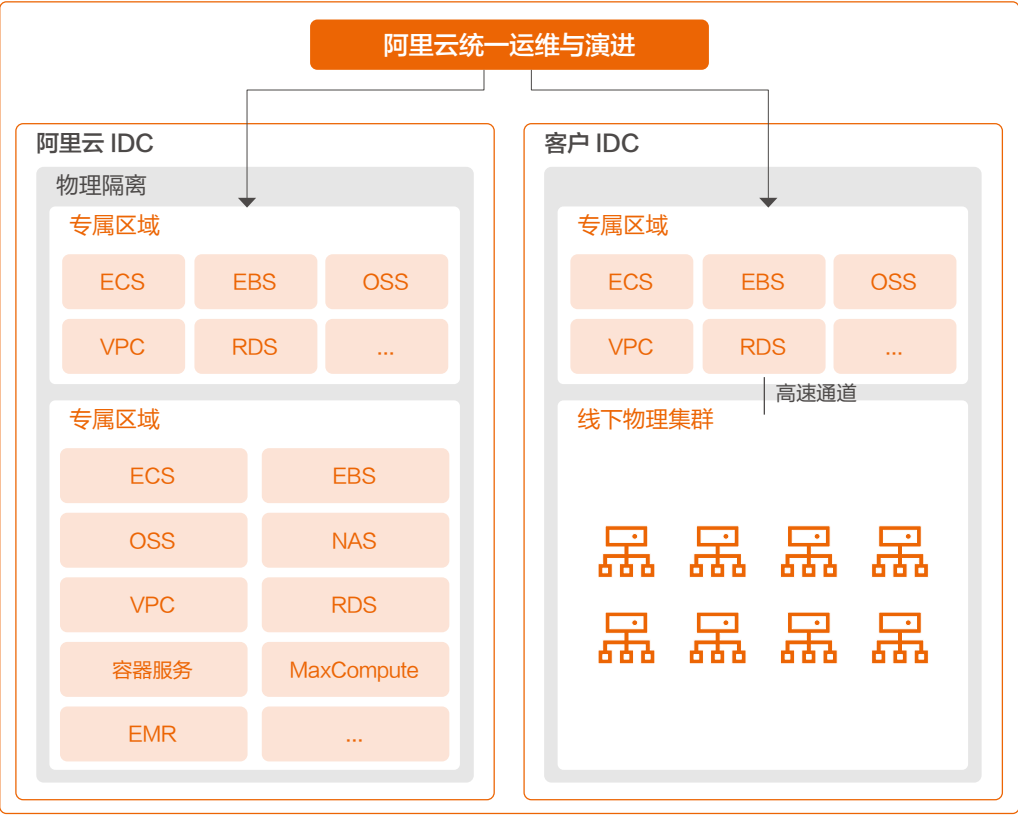 阿里云统一运维与演进
阿里云 IDC
物理隔离
专属区域
ECS
EBS
OSS
VPC
RDS
...
专属区域
ECS
EBS
OSS
NAS
VPC
RDS
容器服务
MaxCompute
EMR
...
客户 IDC
专属区域
ECS
EBS
OSS
VPC
RDS
...
高速通道
线下物理集群